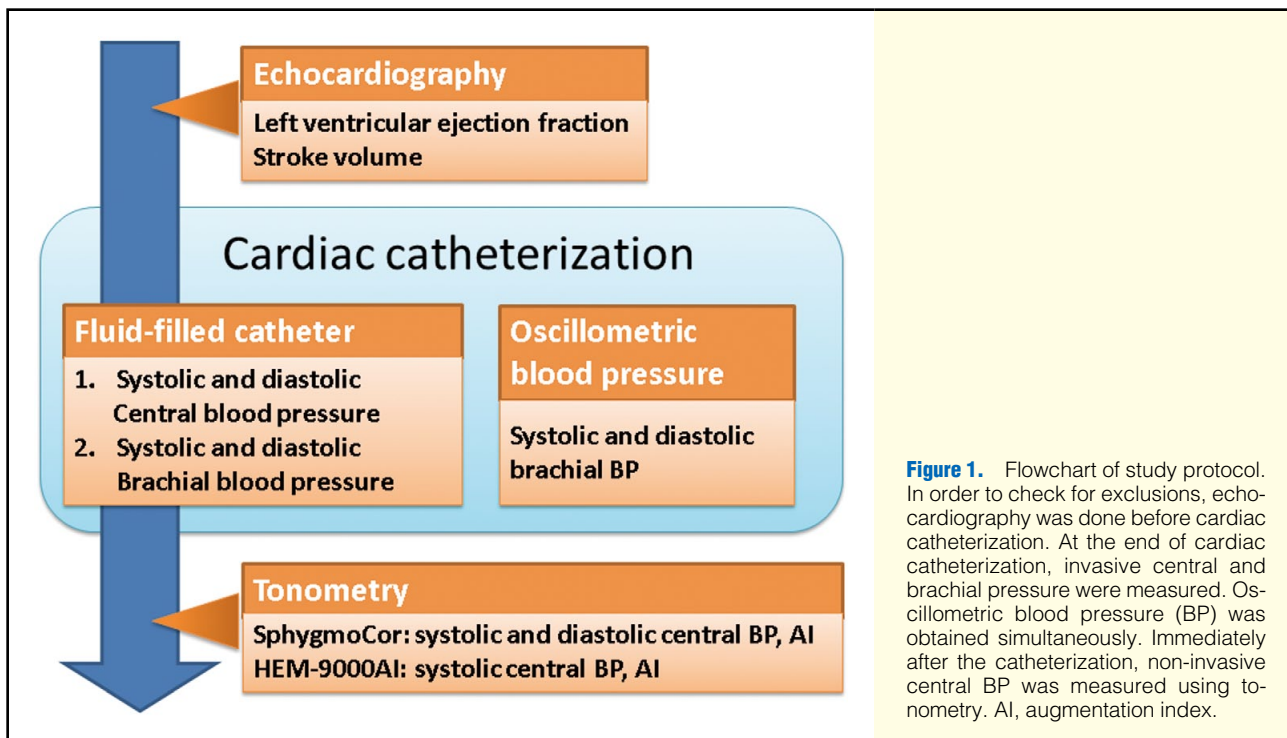 Echocardiography
Left ventricular ejection fraction
Stroke volume
Cardiac catheterization
Fluid-filled catheter
1. Systolic and diastolic
Central blood pressure
2. Systolic and diastolic
Brachial blood pressure
Oscillometric
blood pressure
Systolic and diastolic
brachial BP
Tonometry
SphygmoCor: systolic and diastolic central BP, AI
HEM-9000AI: systolic central BP, AI
Figure 1. Flowchart of study protocol.
In order to check for exclusions, echo-
cardiography was done before cardiac
catheterization. At the end of cardiac
catheterization, invasive central and
brachial pressure were measured. Os-
cillometric blood pressure (BP) was
obtained simultaneously. Immediately
after the catheterization, non-invasive
central BP was measured using to-
nometry. AI, augmentation index.